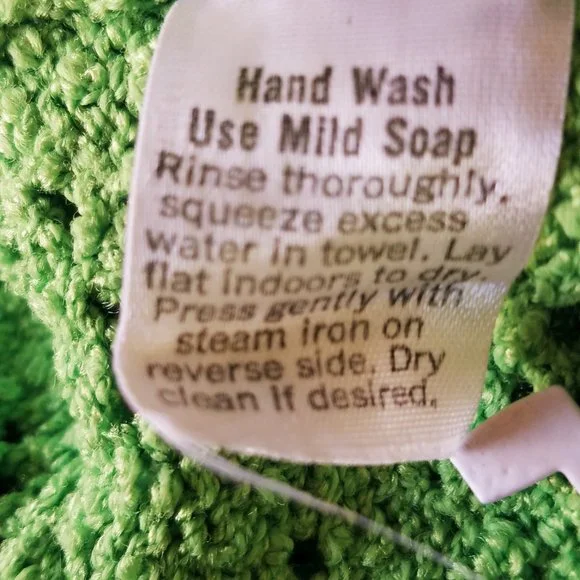 Hand Wash
Use Mild Soap
Rinse thoroughly,
squeeze excess
water in towel. Lay
flat indoors to dry.
Press gently with
steam iron on
reverse side. Dry
clean if desired.